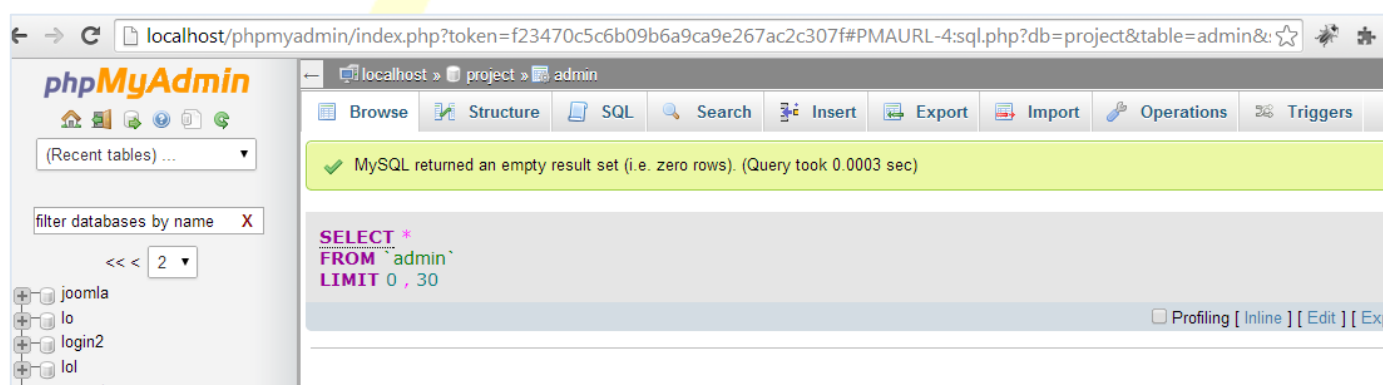 localhost/phpmyadmin/index.php?token=f23470c5c6b09b6a9ca9e267ac2c307f#PMAURL-4:sql.php?db=project&table=admin&
phpMyAdmin
(Recent tables) ...
filter databases by name X
<< < 2
joomla
lo
login2
lol
localhost » project » admin
Browse Structure SQL Search Insert Export Import Operations Triggers
MySQL returned an empty result set (i.e. zero rows). (Query took 0.0003 sec)
SELECT *
FROM `admin`
LIMIT 0 , 30
Profiling [ Inline ] [ Edit ] [